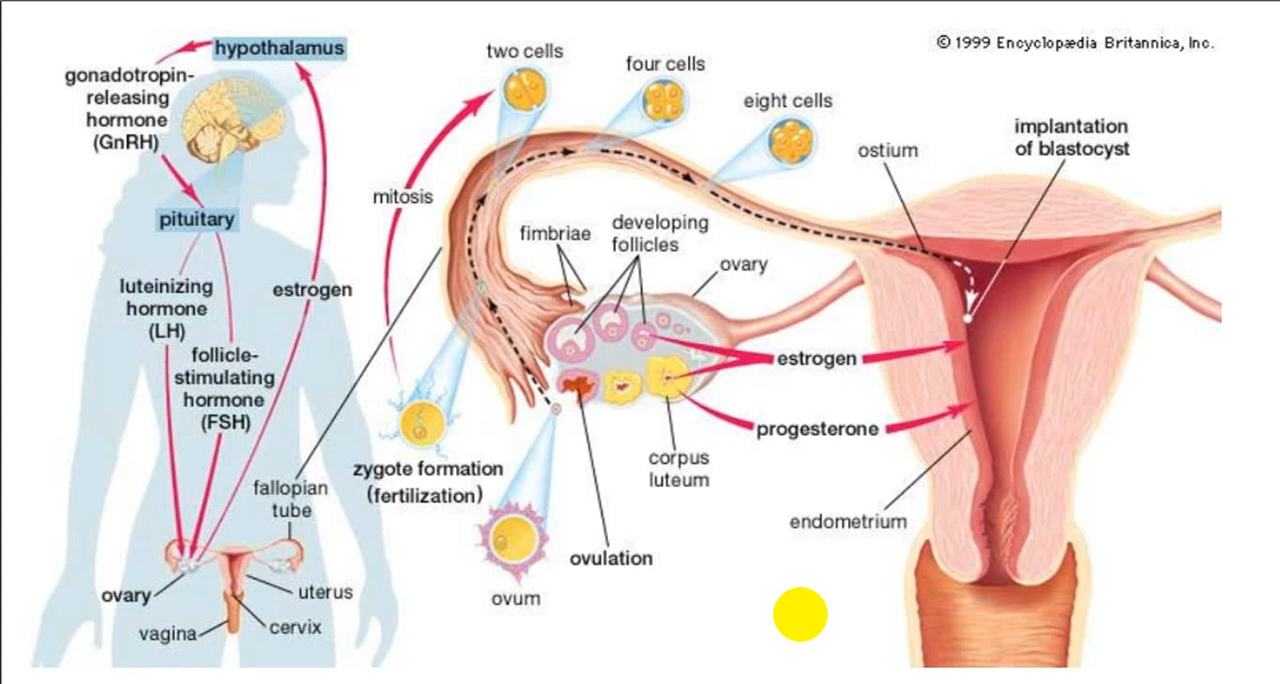 © 1999 Encyclopædia Britannica, Inc.
hypothalamus
gonadotropin-
releasing
hormone
(GnRH)
pituitary
luteinizing
hormone
(LH)
estrogen
follicle-
stimulating
hormone
(FSH)
fallopian
tube
ovary
uterus
vagina
cervix
two cells
four cells
eight cells
mitosis
fimbriae
developing
follicles
ovary
zygote formation
(fertilization)
ovum
ovulation
corpus
luteum
estrogen
progesterone
ostium
implantation
of blastocyst
endometrium